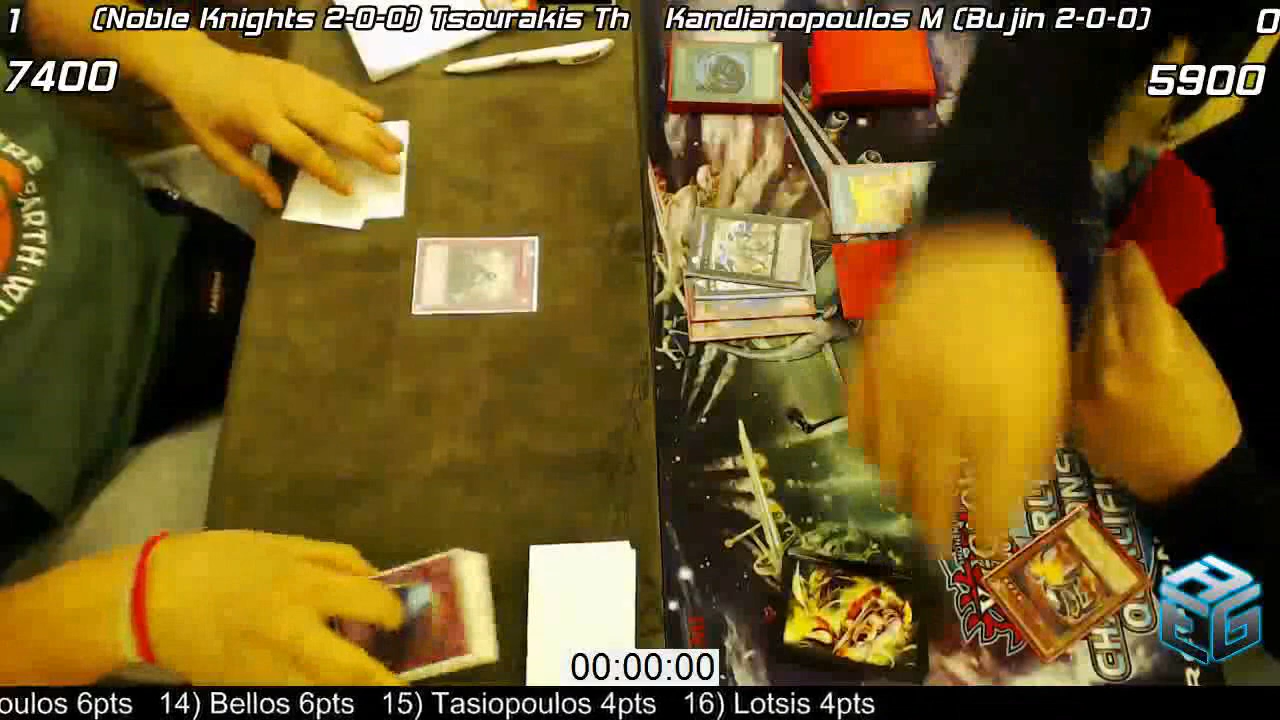 1 (Noble Knights 2-0-0) Tsourakis Th Kandianopoulos M (Bujin 2-0-0) 0
7400 5900
00:00:00
oulos 6pts 14) Bellos 6pts 15) Tasiopoulos 4pts 16) Lotsis 4pts